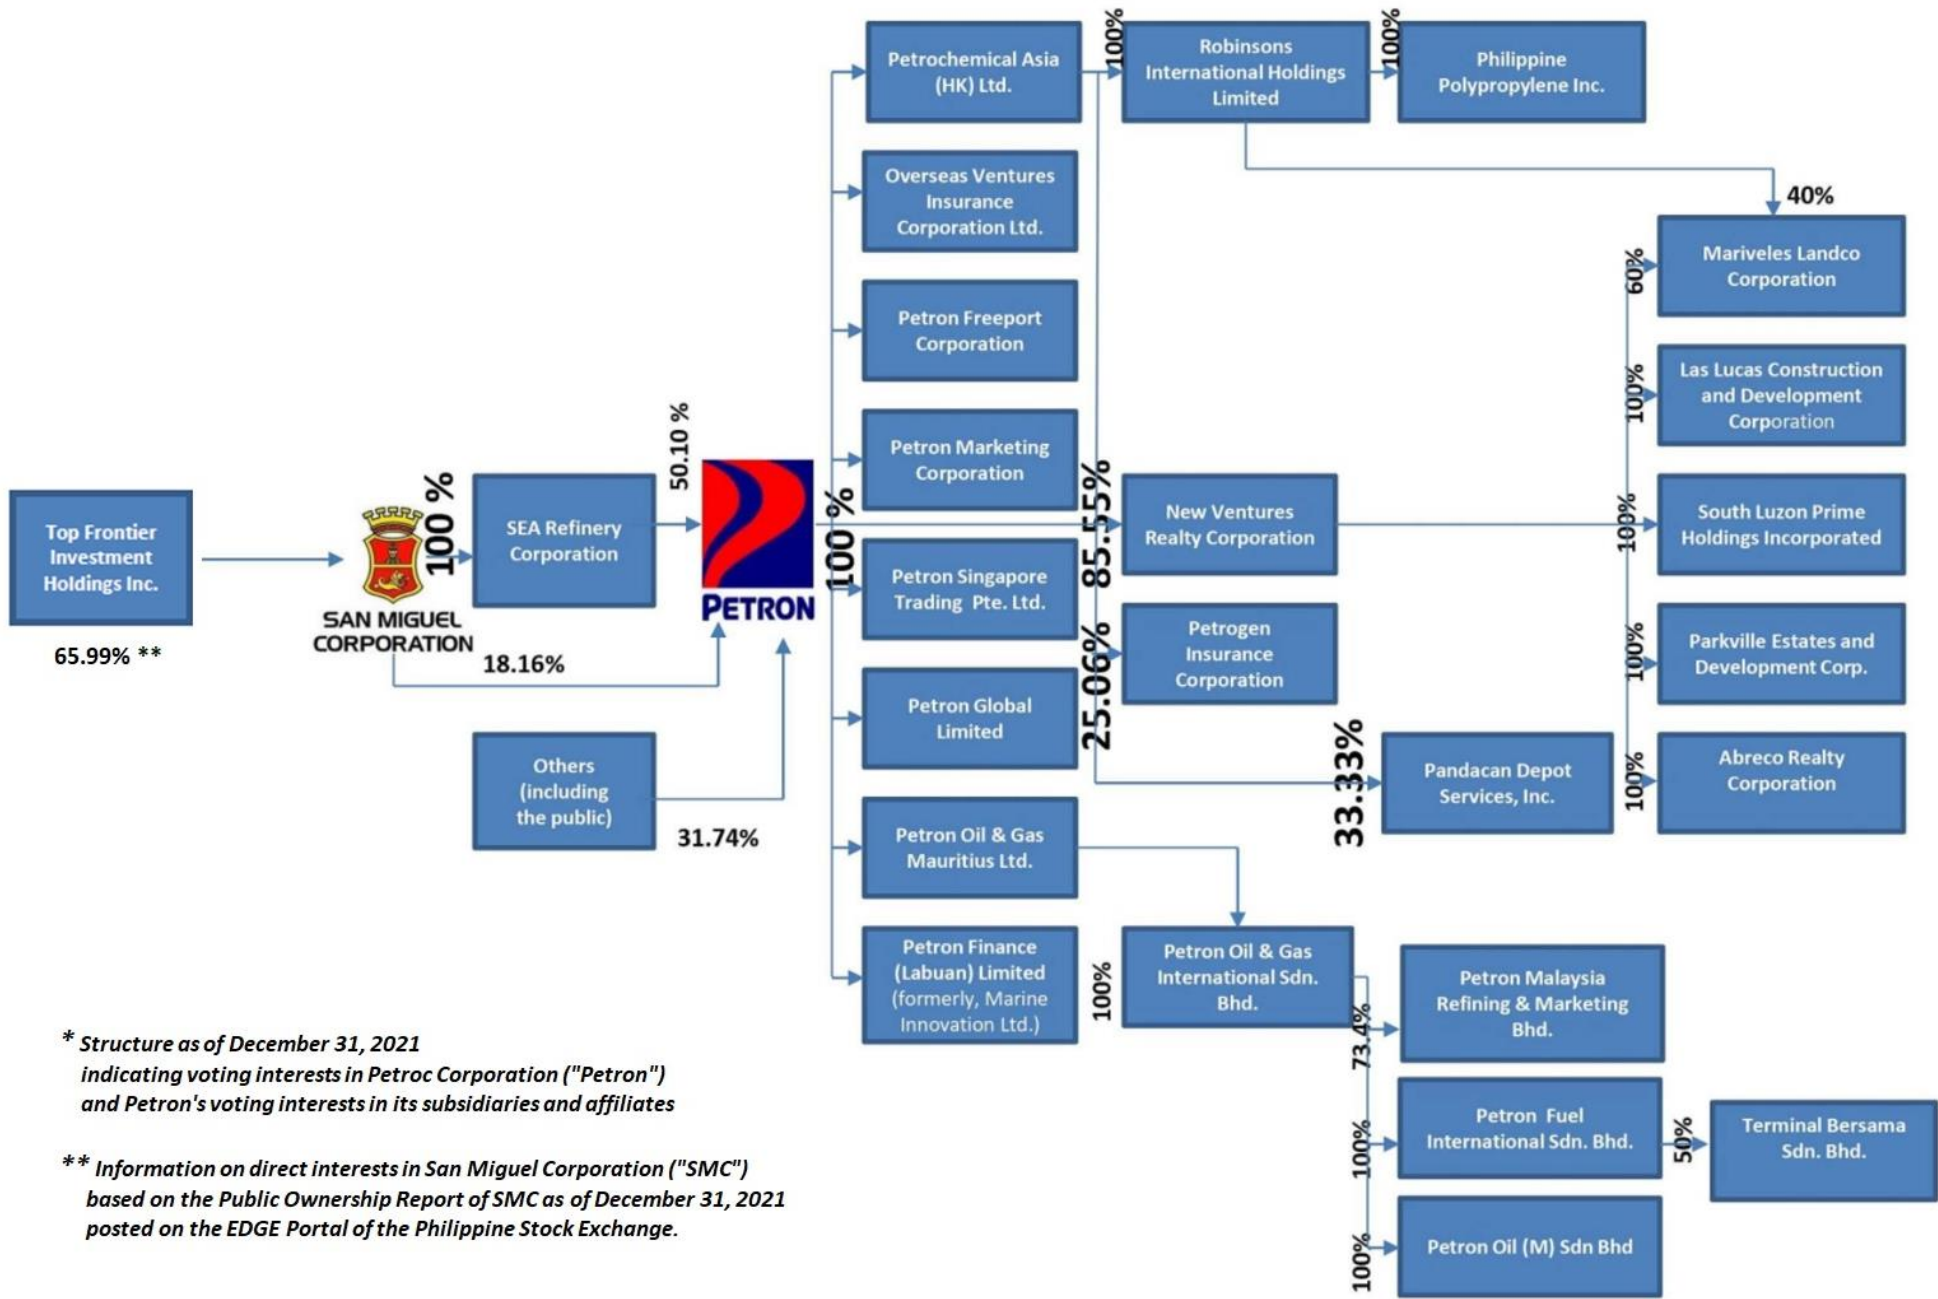 Top Frontier
Investment
Holdings Inc.
65.99% **
SAN MIGUEL
CORPORATION
100 %
SEA Refinery
Corporation
50.10 %
18.16%
Others
(including
the public)
31.74%
PETRON
100 %
Petrochemical Asia
(HK) Ltd.
Overseas Ventures
Insurance
Corporation Ltd.
Petron Freeport
Corporation
Petron Marketing
Corporation
Petron Singapore
Trading Pte. Ltd.
Petron Global
Limited
Petron Oil & Gas
Mauritius Ltd.
Petron Finance
(Labuan) Limited
(formerly, Marine
Innovation Ltd.)
100%
Robinsons
International Holdings
Limited
100%
Philippine
Polypropylene Inc.
85.55%
New Ventures
Realty Corporation
25.06%
Petrogen
Insurance
Corporation
33.33%
Pandacan Depot
Services, Inc.
40%
60%
Mariveles Landco
Corporation
100%
Las Lucas Construction
and Development
Corporation
100%
South Luzon Prime
Holdings Incorporated
100%
Parkville Estates and
Development Corp.
100%
Abreco Realty
Corporation
100%
Petron Oil & Gas
International Sdn.
Bhd.
73.4%
Petron Malaysia
Refining & Marketing
Bhd.
100%
Petron Fuel
International Sdn. Bhd.
50%
Terminal Bersama
Sdn. Bhd.
100%
Petron Oil (M) Sdn Bhd
* Structure as of December 31, 2021
indicating voting interests in Petroc Corporation ("Petron")
and Petron's voting interests in its subsidiaries and affiliates
** Information on direct interests in San Miguel Corporation ("SMC")
based on the Public Ownership Report of SMC as of December 31, 2021
posted on the EDGE Portal of the Philippine Stock Exchange.